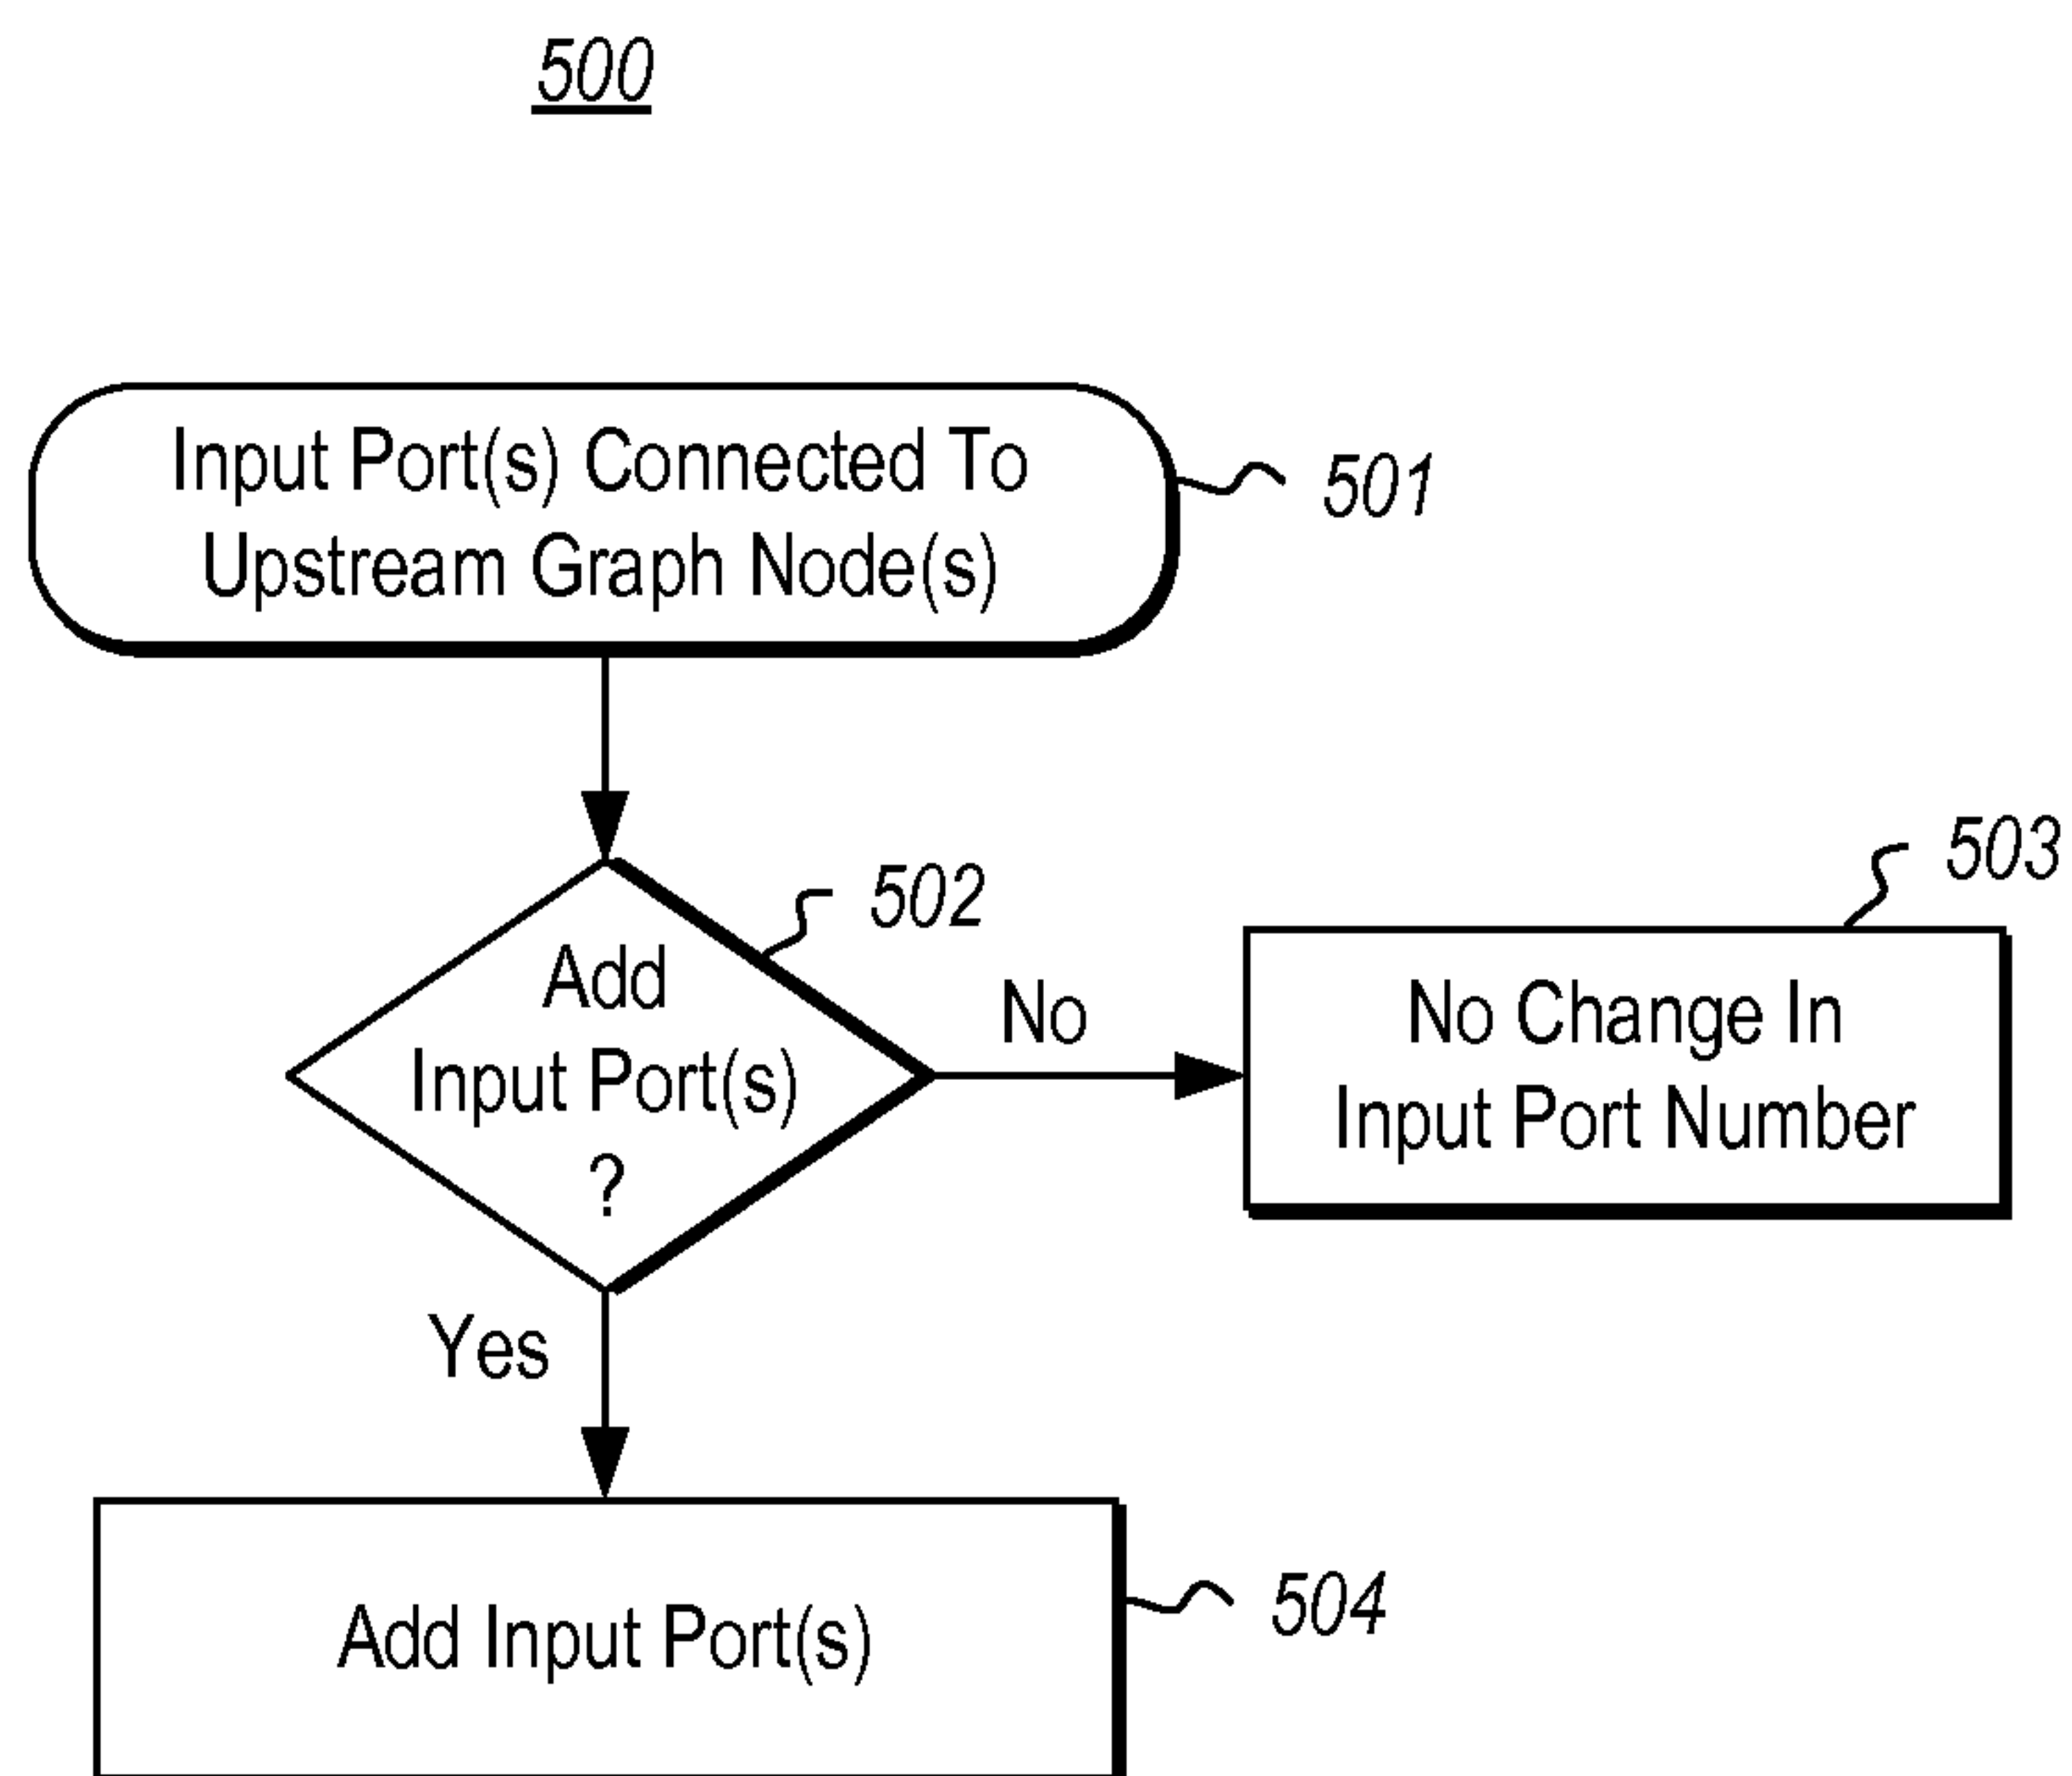 500
Input Port(s) Connected To
Upstream Graph Node(s)
501
502
Add
Input Port(s)
?
No
503
No Change In
Input Port Number
Yes
Add Input Port(s)
504